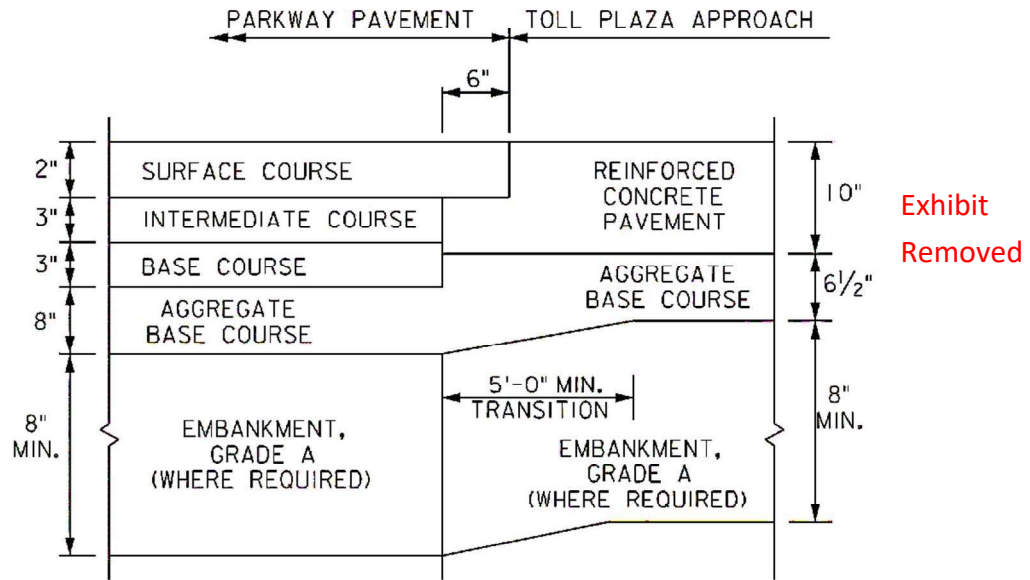 PARKWAY PAVEMENT
TOLL PLAZA APPROACH
6"
2"
SURFACE COURSE
REINFORCED
CONCRETE
PAVEMENT
10"
Exhibit
Removed
3"
INTERMEDIATE COURSE
3"
BASE COURSE
AGGREGATE
BASE COURSE
6½"
8"
AGGREGATE
BASE COURSE
5'-0" MIN.
TRANSITION
8"
MIN.
8"
MIN.
EMBANKMENT,
GRADE A
(WHERE REQUIRED)
EMBANKMENT,
GRADE A
(WHERE REQUIRED)